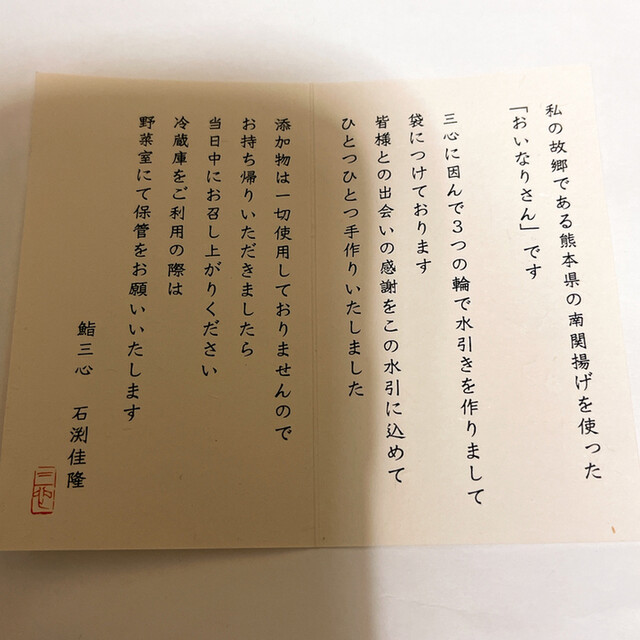 私の故郷である熊本県の南関揚げを使った
「おいなりさん」です
三心に因んで3つの輪で水引きを作りまして
袋につけております
皆様との出会いの感謝をこの水引に込めて
ひとつひとつ手作りいたしました
添加物は一切使用しておりませんので
お持ち帰りいただきましたら
当日中にお召し上がりください
冷蔵庫をご利用の際は
野菜室にて保管をお願いいたします
鮨三心 石渕佳隆
三心